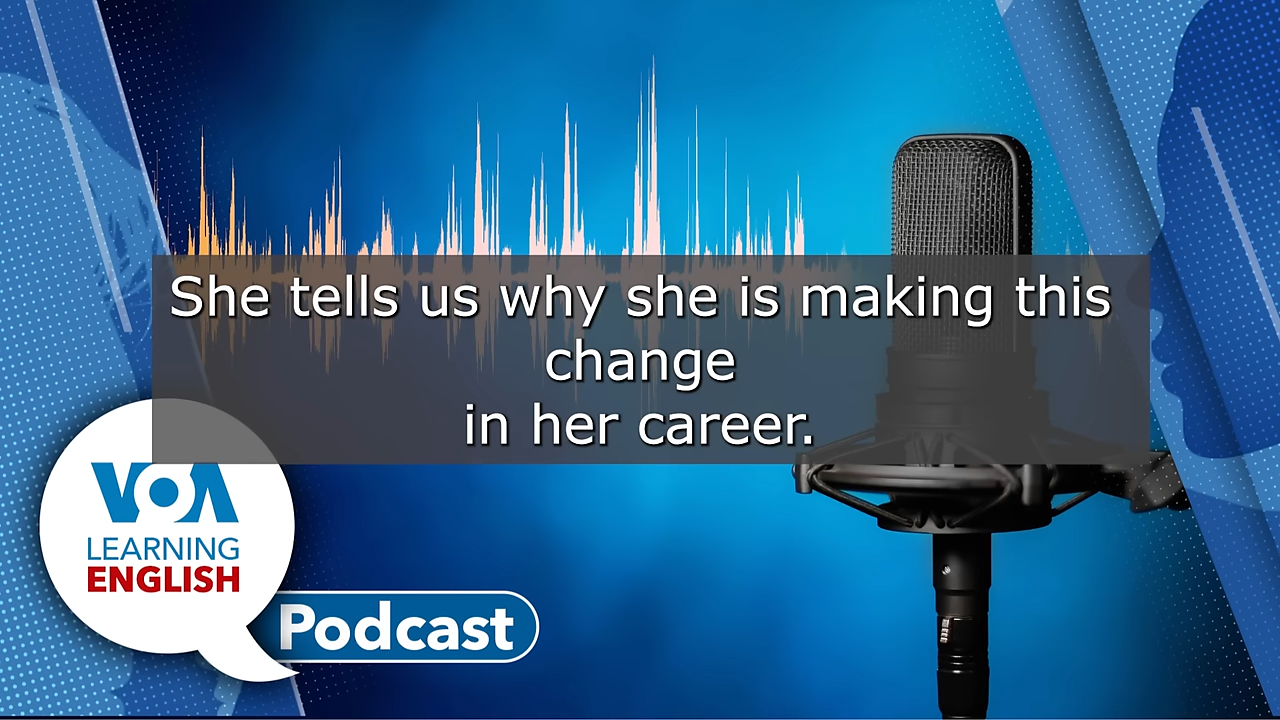 She tells us why she is making this
change
in her career.
VOA
LEARNING
ENGLISH
Podcast